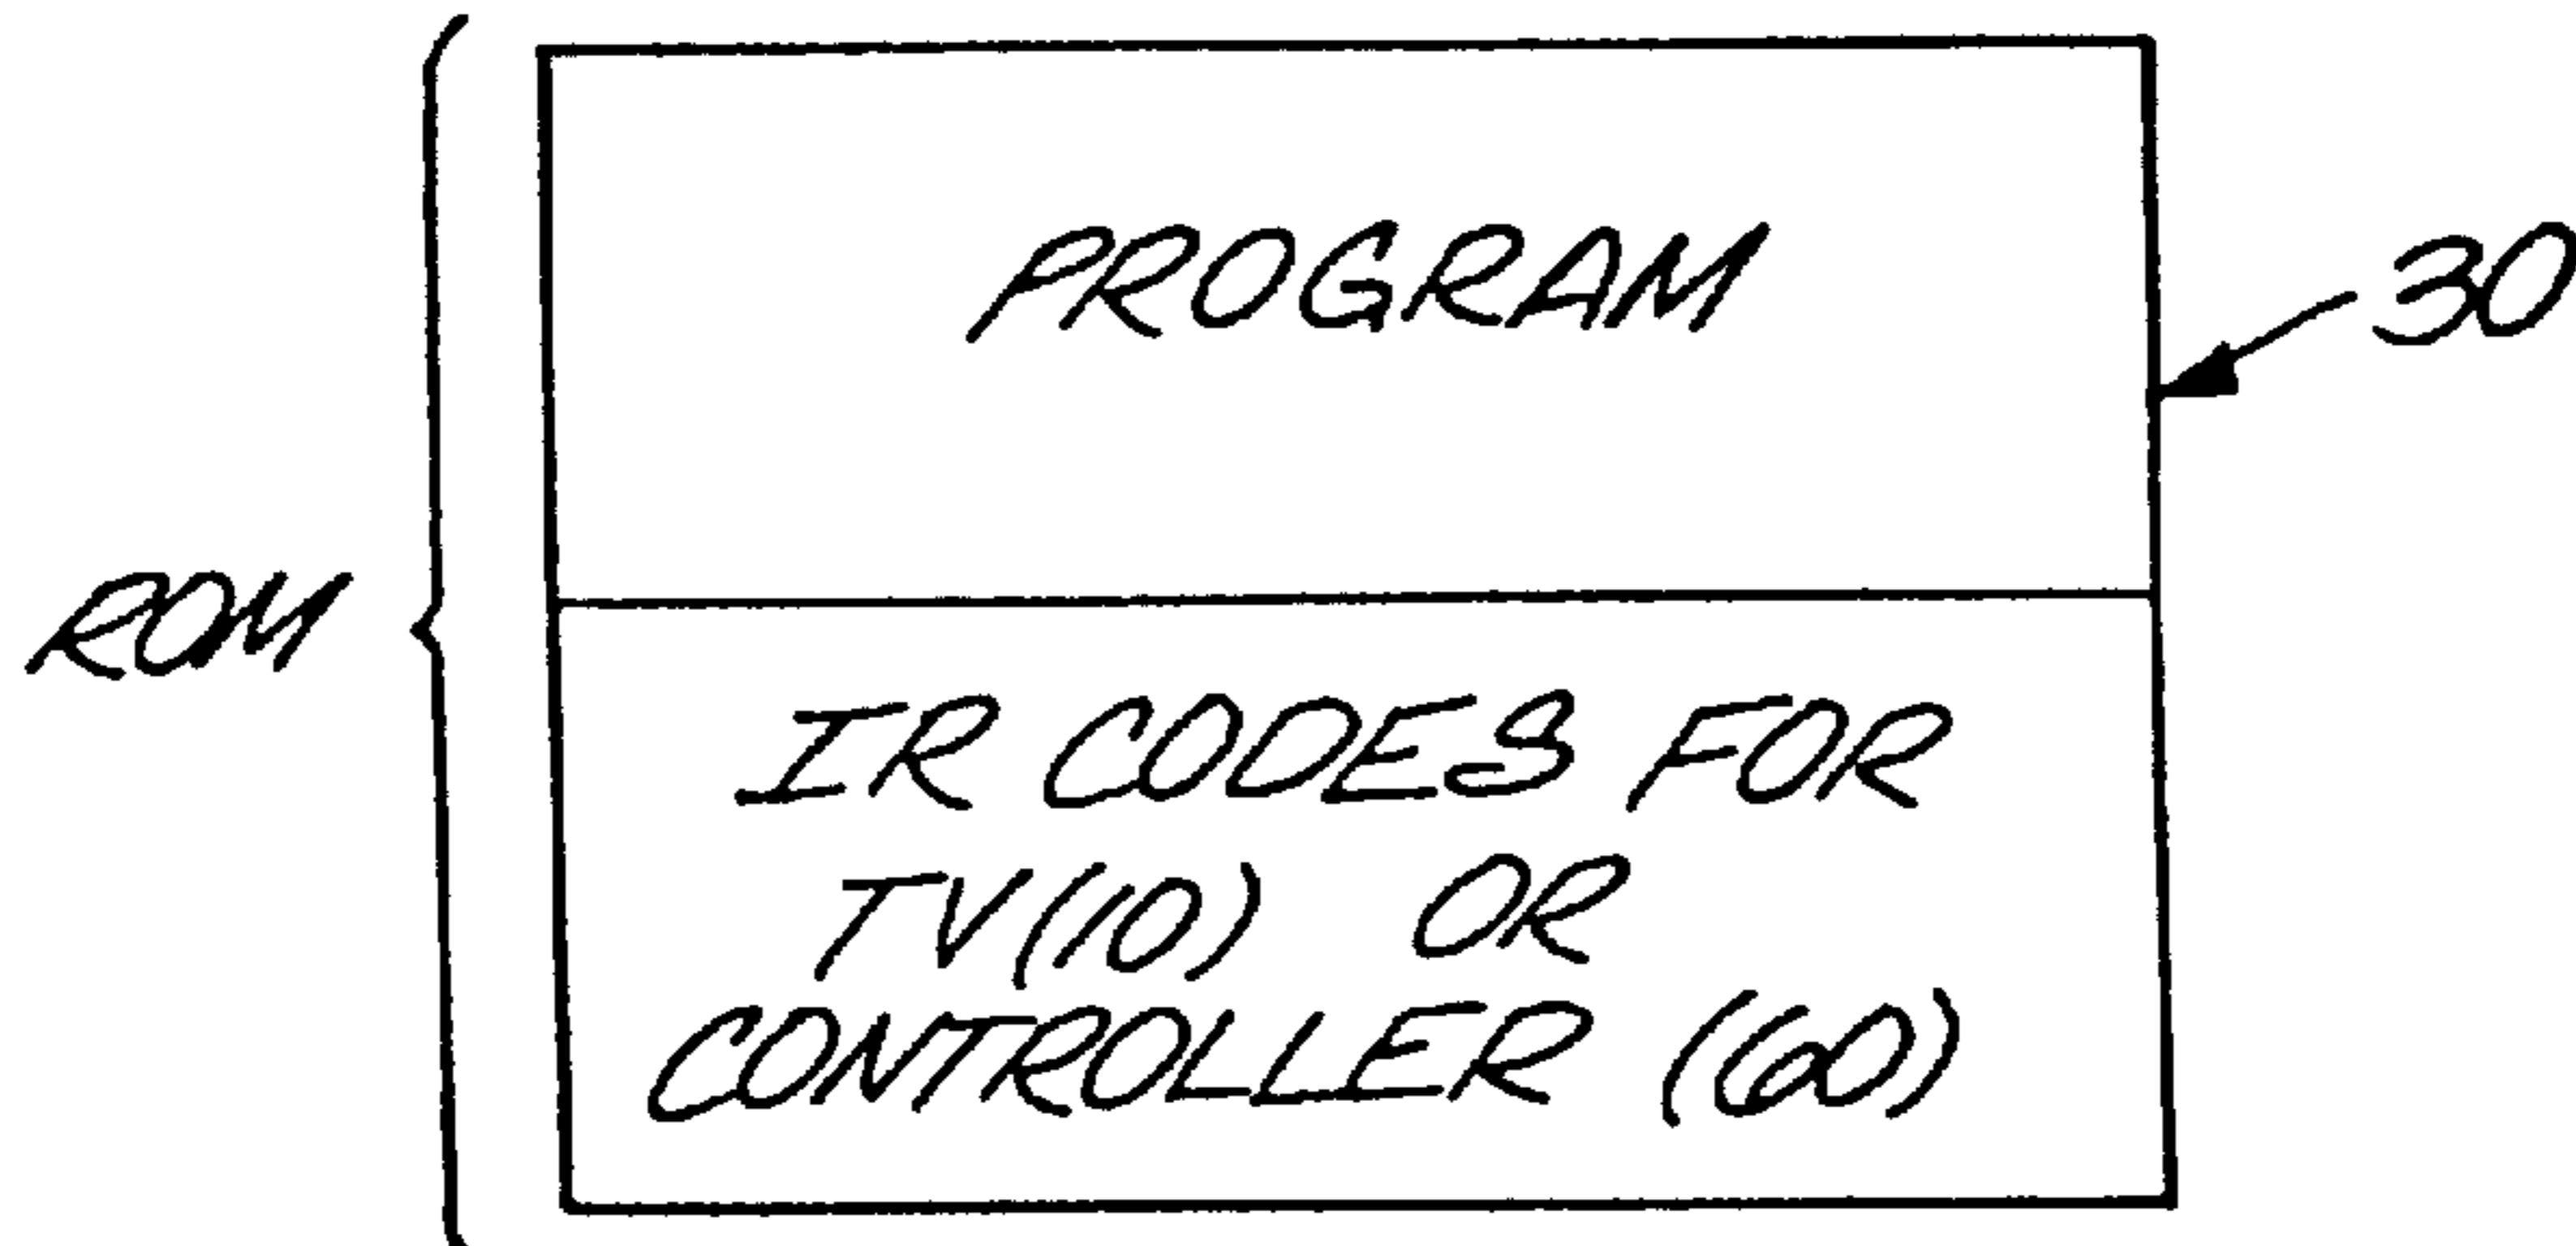 PROGRAM
30
ROM
IR CODES FOR
TV(10) OR
CONTROLLER (60)